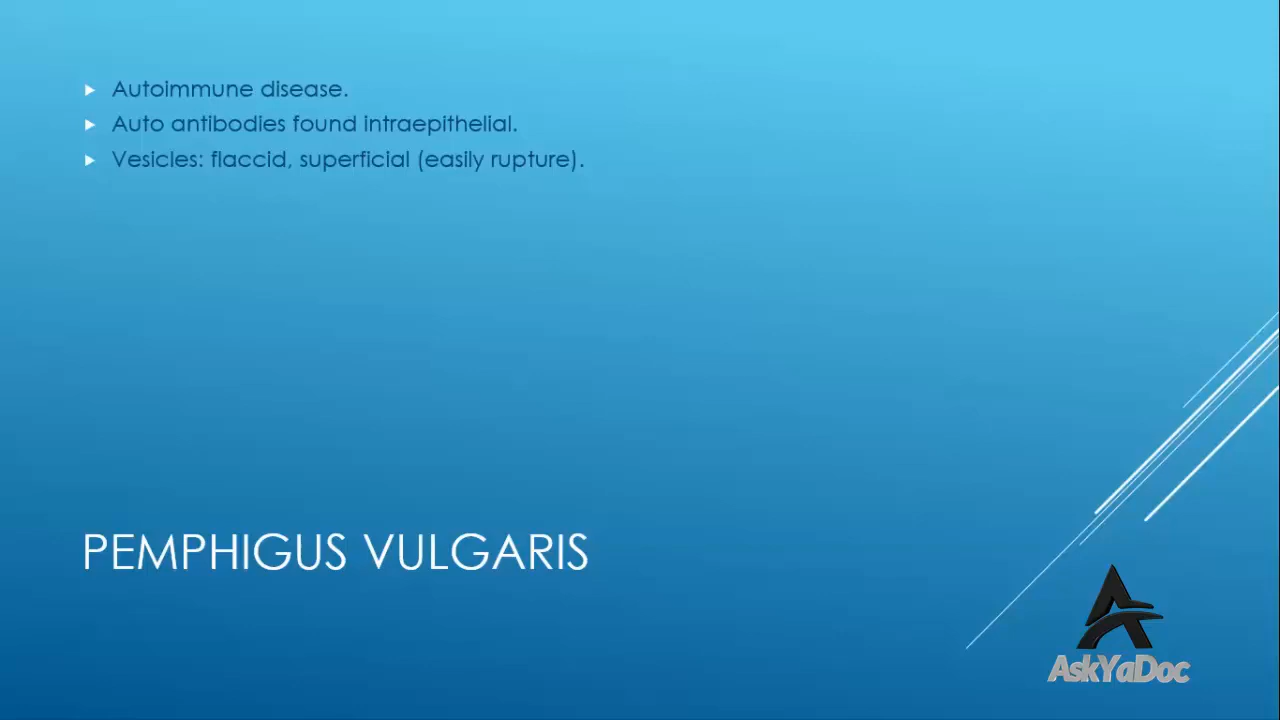 Autoimmune disease.
Auto antibodies found intraepithelial.
Vesicles: flaccid, superficial (easily rupture).
PEMPHIGUS VULGARIS
AskYaDoc